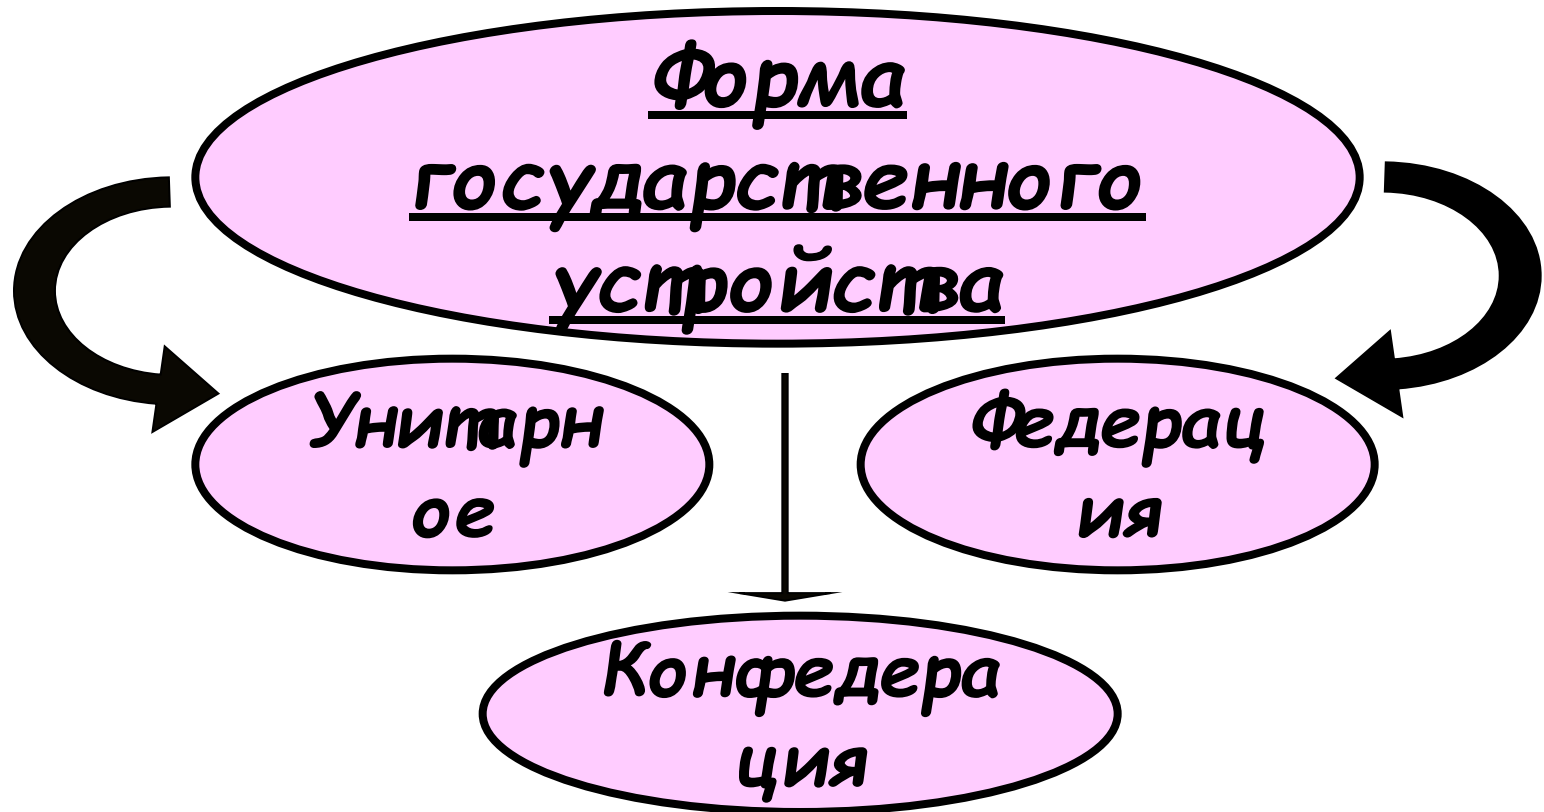 Форма
государственного
устройства
Унитарн
ое
Федерац
ия
Конфедера
ция